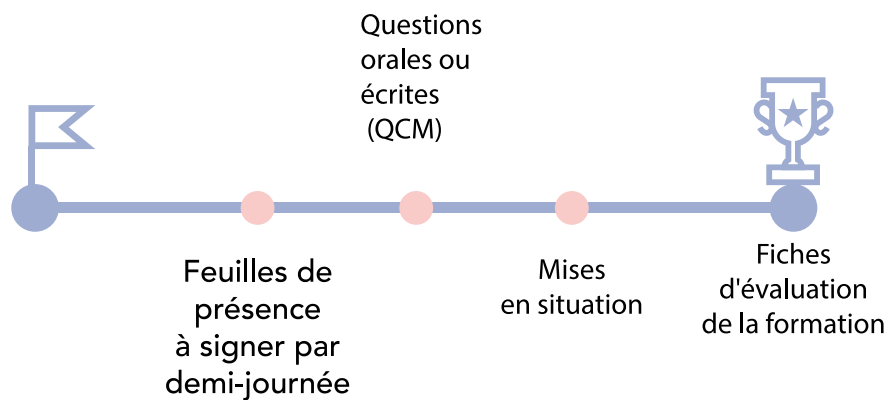 Questions
orales ou
écrites
(QCM)
Feuilles de
présence
à signer par
demi-journée
Mises
en situation
Fiches
d'évaluation
de la formation